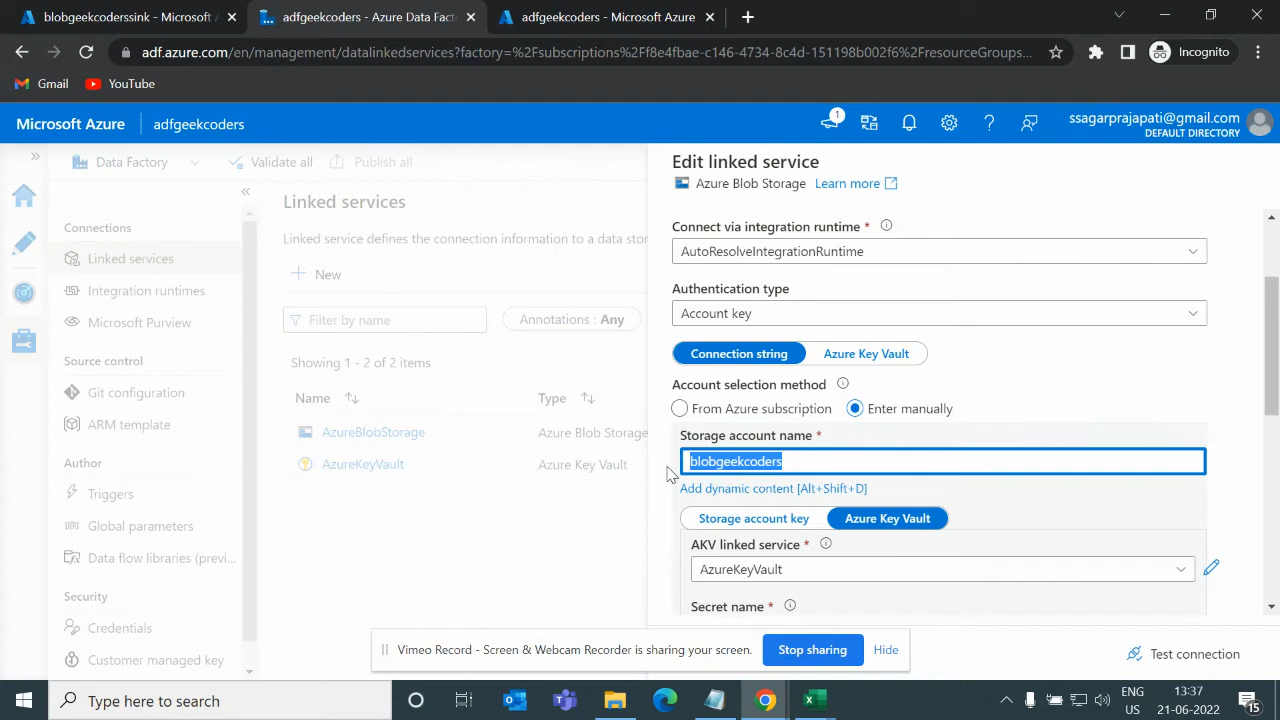 blobgeekcoderssink - Microsoft A
adfgeekcoders - Azure Data Fact
adfgeekcoders - Microsoft Azure
adf.azure.com/en/management/datalinkedservices?factory=%2Fsubscriptions%2Ff8e4fbae-c146-4734-8c4d-151198b002f6%2FresourceGroups...
Incognito
Gmail
YouTube
Microsoft Azure
adfgeekcoders
1
ssagarprajapati@gmail.com
DEFAULT DIRECTORY
Data Factory
Validate all
Publish all
Connections
Linked services
Integration runtimes
Microsoft Purview
Source control
Git configuration
ARM template
Author
Triggers
Global parameters
Data flow libraries (previ...
Security
Credentials
Customer managed key
Linked services
Linked service defines the connection information to a data stor
New
Filter by name
Annotations : Any
Showing 1 - 2 of 2 items
Name
Type
AzureBlobStorage
Azure Blob Storage
AzureKeyVault
Azure Key Vault
Edit linked service
Azure Blob Storage Learn more
Connect via integration runtime *
AutoResolveIntegrationRuntime
Authentication type
Account key
Connection string
Azure Key Vault
Account selection method
From Azure subscription
Enter manually
Storage account name *
blobgeekcoders
Add dynamic content [Alt+Shift+D]
Storage account key
Azure Key Vault
AKV linked service *
AzureKeyVault
Secret name *
Vimeo Record - Screen & Webcam Recorder is sharing your screen.
Stop sharing
Hide
Test connection
Type here to search
ENG
US
13:37
21-06-2022
15